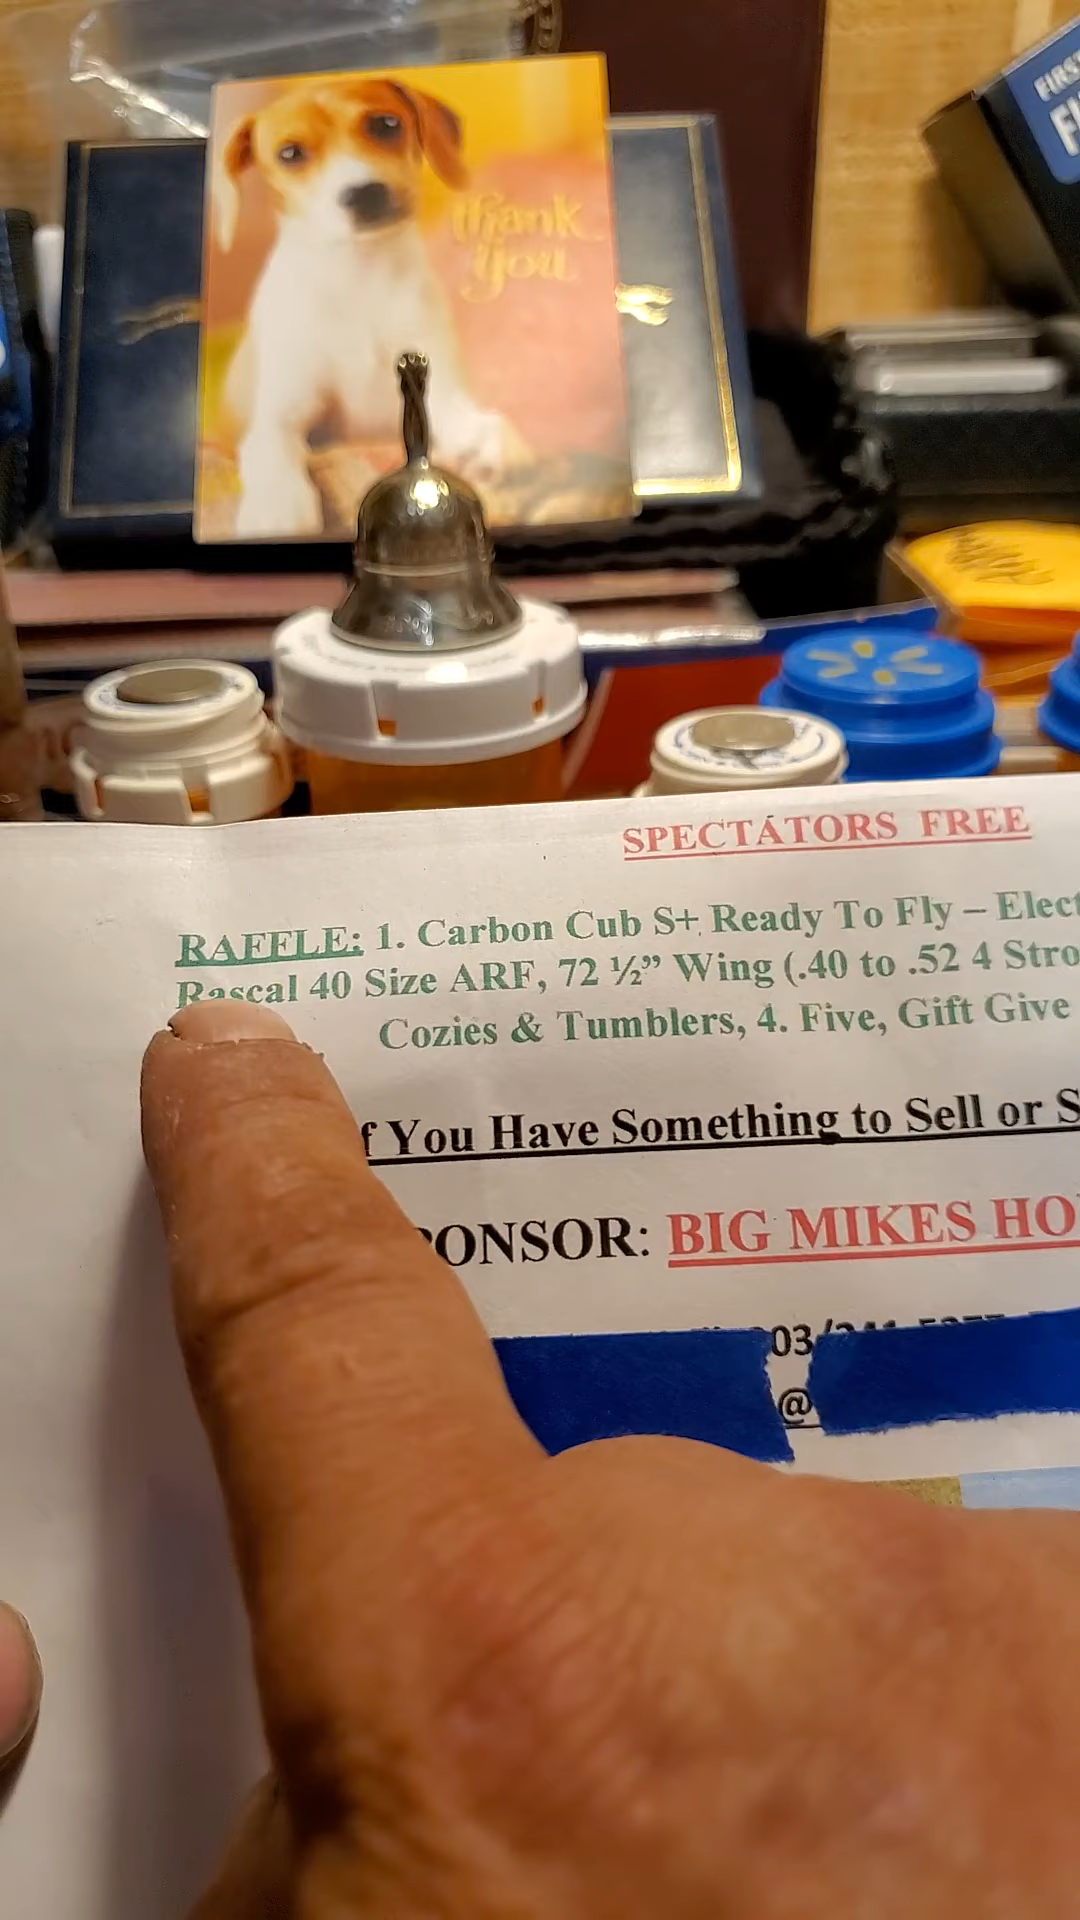 thank
you
SPECTATORS FREE
RAFFLE: 1. Carbon Cub S+ Ready To Fly – Elect
Rascal 40 Size ARF, 72 ½” Wing (.40 to .52 4 Stro
Cozies & Tumblers, 4. Five, Gift Give
f You Have Something to Sell or S
ONSOR: BIG MIKES HO
03/
@